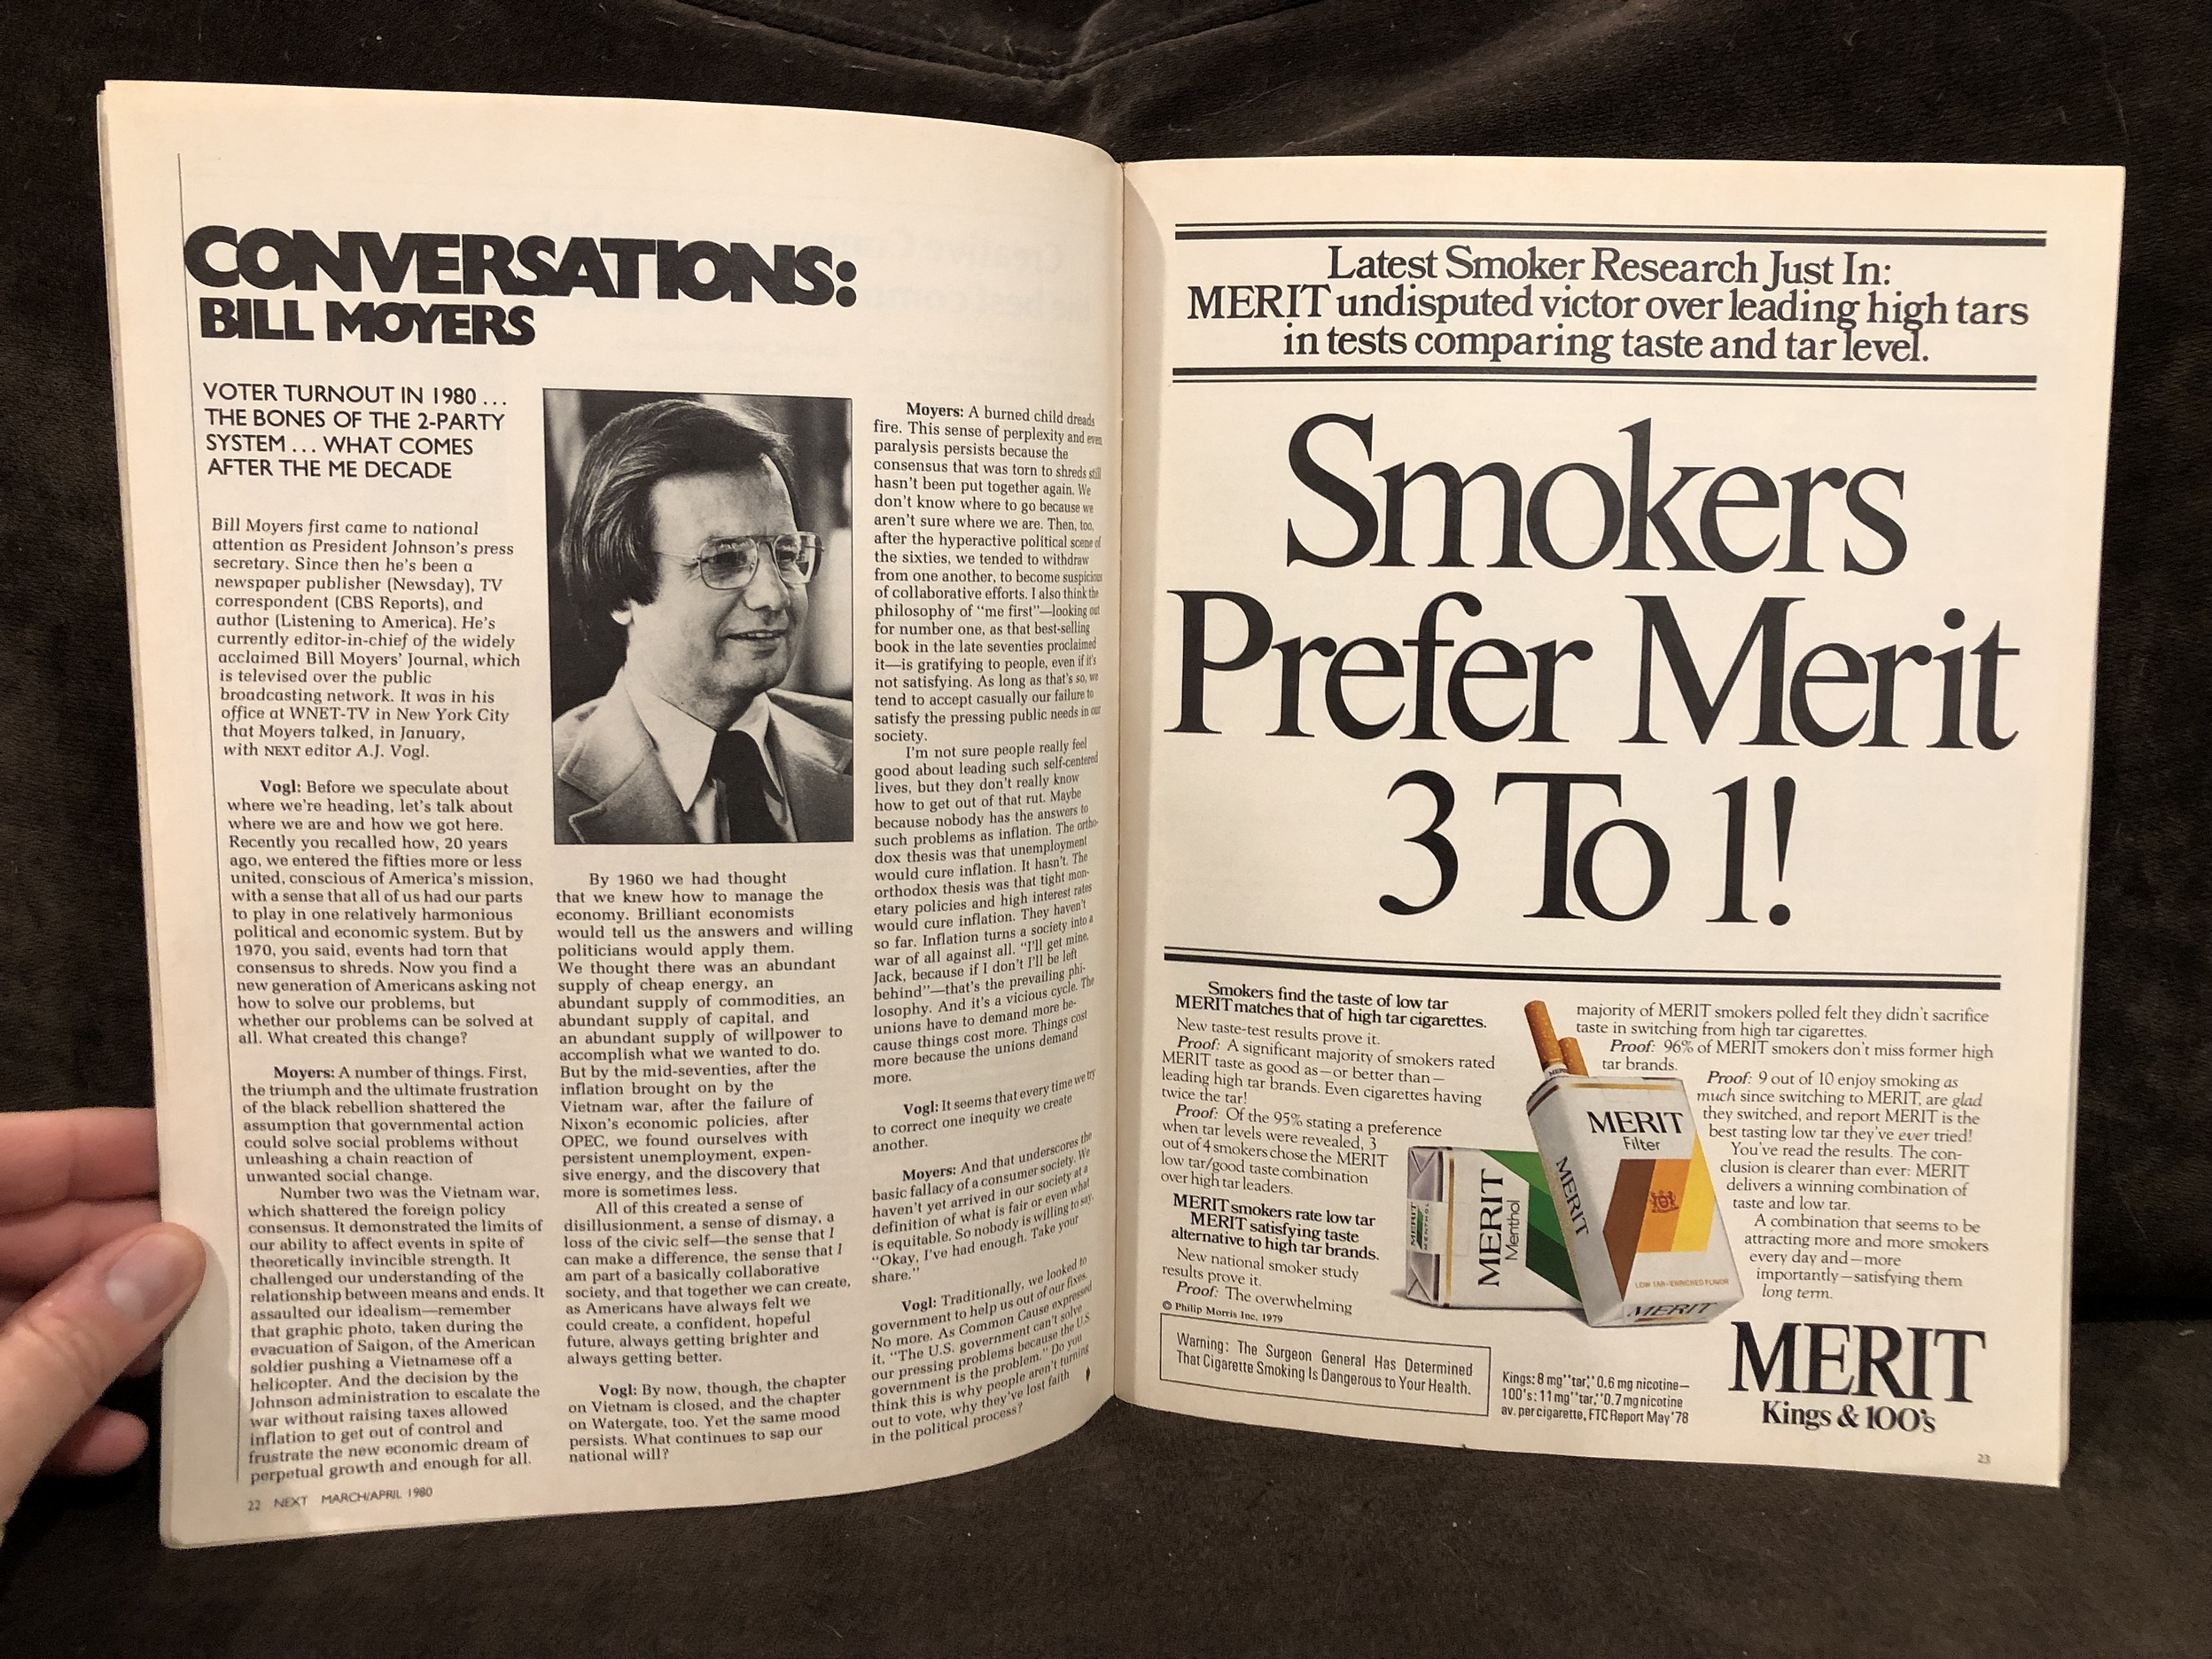 CONVERSATIONS:
BILL MOYERS
VOTER TURNOUT IN 1980 ...
THE BONES OF THE 2-PARTY
SYSTEM ... WHAT COMES
AFTER THE ME DECADE
Bill Moyers first came to national
attention as President Johnson's press
secretary. Since then he's been a
newspaper publisher (Newsday), TV
correspondent (CBS Reports), and
author (Listening to America). He's
currently editor-in-chief of the widely
acclaimed Bill Moyers' Journal, which
is televised over the public
broadcasting network. It was in his
office at WNET-TV in New York City
that Moyers talked, in January,
with NEXT editor A.J. Vogl.
Vogl: Before we speculate about
where we're heading, let's talk about
where we are and how we got here.
Recently you recalled how, 20 years
ago, we entered the fifties more or less
united, conscious of America's mission,
with a sense that all of us had our parts
to play in one relatively harmonious
political and economic system. But by
1970, you said, events had torn that
consensus to shreds. Now you find a
new generation of Americans asking not
how to solve our problems, but
whether our problems can be solved at
all. What created this change?
Moyers: A number of things. First,
the triumph and the ultimate frustration
of the black rebellion shattered the
assumption that governmental action
could solve social problems without
unleashing a chain reaction of
unwanted social change.
Number two was the Vietnam war,
which shattered the foreign policy
consensus. It demonstrated the limits of
our ability to affect events in spite of
theoretically invincible strength. It
challenged our understanding of the
relationship between means and ends. It
assaulted our idealism—remember
that graphic photo, taken during the
evacuation of Saigon, of the American
soldier pushing a Vietnamese off a
helicopter. And the decision by the
Johnson administration to escalate the
war without raising taxes allowed
inflation to get out of control and
frustrate the new economic dream of
perpetual growth and enough for all.
By 1960 we had thought
that we knew how to manage the
economy. Brilliant economists
would tell us the answers and willing
politicians would apply them.
We thought there was an abundant
supply of cheap energy, an
abundant supply of commodities, an
abundant supply of capital, and
an abundant supply of willpower to
accomplish what we wanted to do.
But by the mid-seventies, after the
inflation brought on by the
Vietnam war, after the failure of
Nixon's economic policies, after
OPEC, we found ourselves with
persistent unemployment, expen-
sive energy, and the discovery that
more is sometimes less.
All of this created a sense of
disillusionment, a sense of dismay, a
loss of the civic self—the sense that I
can make a difference, the sense that I
am part of a basically collaborative
society, and that together we can create,
as Americans have always felt we
could create, a confident, hopeful
future, always getting brighter and
always getting better.
Vogl: By now, though, the chapter
on Vietnam is closed, and the chapter
on Watergate, too. Yet the same mood
persists. What continues to sap our
national will?
Moyers: A burned child dreads
fire. This sense of perplexity and even
paralysis persists because the
consensus that was torn to shreds still
hasn't been put together again. We
don't know where to go because we
aren't sure where we are. Then, too,
after the hyperactive political scene of
the sixties, we tended to withdraw
from one another, to become suspicious
of collaborative efforts. I also think the
philosophy of "me first"—looking out
for number one, as that best-selling
book in the late seventies proclaimed
it—is gratifying to people, even if it's
not satisfying. As long as that's so, we
tend to accept casually our failure to
satisfy the pressing public needs in our
society.
I'm not sure people really feel
good about leading such self-centered
lives, but they don't really know
how to get out of that rut. Maybe
because nobody has the answers to
such problems as inflation. The ortho-
dox thesis was that unemployment
would cure inflation. It hasn't. The
orthodox thesis was that tight mon-
etary policies and high interest rates
would cure inflation. They haven't
so far. Inflation turns a society into a
war of all against all. "I'll get mine,
Jack, because if I don't I'll be left
behind"—that's the prevailing phi-
losophy. And it's a vicious cycle. The
unions have to demand more be-
cause things cost more. Things cost
more because the unions demand
more.
Vogl: It seems that every time we try
to correct one inequity we create
another.
Moyers: And that underscores the
basic fallacy of a consumer society. We
haven't yet arrived in our society at a
definition of what is fair or even what
is equitable. So nobody is willing to say,
"Okay, I've had enough. Take your
share."
Vogl: Traditionally, we looked to
government to help us out of our fixes.
No more. As Common Cause expressed
it, "The U.S. government can't solve
our pressing problems because the U.S.
government is the problem." Do you
think this is why people aren't turning
out to vote, why they've lost faith
in the political process?
22 NEXT MARCH/APRIL 1980
Latest Smoker Research Just In:
MERIT undisputed victor over leading high tars
in tests comparing taste and tar level.
Smokers
Prefer Merit
3 To 1!
Smokers find the taste of low tar
MERIT matches that of high tar cigarettes.
New taste-test results prove it.
Proof: A significant majority of smokers rated
MERIT taste as good as—or better than—
leading high tar brands. Even cigarettes having
twice the tar!
Proof: Of the 95% stating a preference
when tar levels were revealed, 3
out of 4 smokers chose the MERIT
low tar/good taste combination
over high tar leaders.
MERIT smokers rate low tar
MERIT satisfying taste
alternative to high tar brands.
New national smoker study
results prove it.
Proof: The overwhelming
majority of MERIT smokers polled felt they didn't sacrifice
taste in switching from high tar cigarettes.
Proof: 96% of MERIT smokers don't miss former high
tar brands.
Proof: 9 out of 10 enjoy smoking as
much since switching to MERIT, are glad
they switched, and report MERIT is the
best tasting low tar they've ever tried!
You've read the results. The con-
clusion is clearer than ever: MERIT
delivers a winning combination of
taste and low tar.
A combination that seems to be
attracting more and more smokers
every day and—more
importantly—satisfying them
long term.
MERIT
Filter
MERIT
LOW TAR-ENRICHED FLAVOR
MERIT
MERIT
Menthol
MERIT
MENTHOL
© Philip Morris Inc. 1979
Warning: The Surgeon General Has Determined
That Cigarette Smoking Is Dangerous to Your Health.
Kings: 8 mg "tar," 0.6 mg nicotine—
100's: 11 mg "tar," 0.7 mg nicotine
av. per cigarette, FTC Report May '78
MERIT
Kings & 100's
23